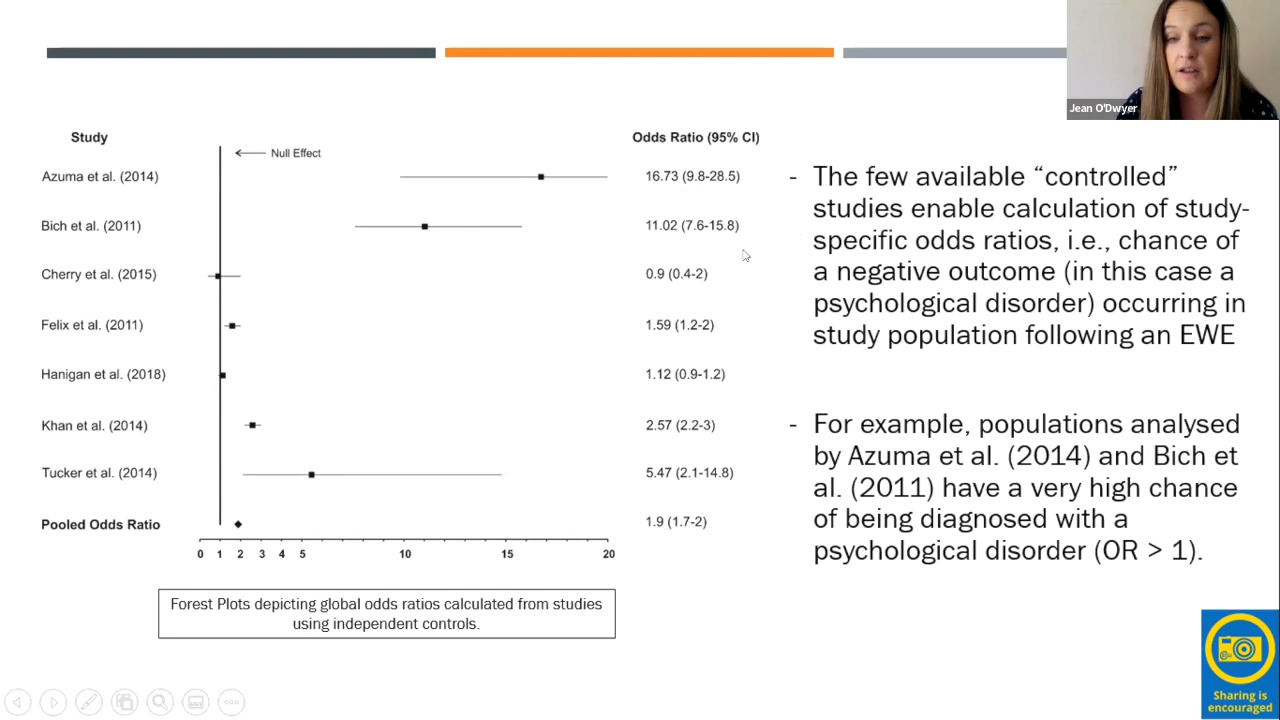 Jean O'Dwyer
Study
Odds Ratio (95% CI)
Null Effect
Azuma et al. (2014)
16.73 (9.8-28.5)
Bich et al. (2011)
11.02 (7.6-15.8)
Cherry et al. (2015)
0.9 (0.4-2)
Felix et al. (2011)
1.59 (1.2-2)
Hanigan et al. (2018)
1.12 (0.9-1.2)
Khan et al. (2014)
2.57 (2.2-3)
Tucker et al. (2014)
5.47 (2.1-14.8)
Pooled Odds Ratio
1.9 (1.7-2)
0 1 2 3 4 5 10 15 20
Forest Plots depicting global odds ratios calculated from studies
using independent controls.
- The few available “controlled”
studies enable calculation of study-
specific odds ratios, i.e., chance of
a negative outcome (in this case a
psychological disorder) occurring in
study population following an EWE
- For example, populations analysed
by Azuma et al. (2014) and Bich et
al. (2011) have a very high chance
of being diagnosed with a
psychological disorder (OR > 1).
Sharing is
encouraged